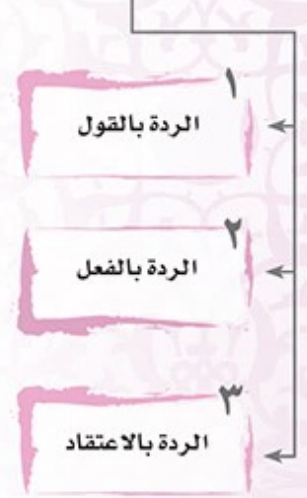 ١
الردة بالقول
٢
الردة بالفعل
٣
الردة بالاعتقاد